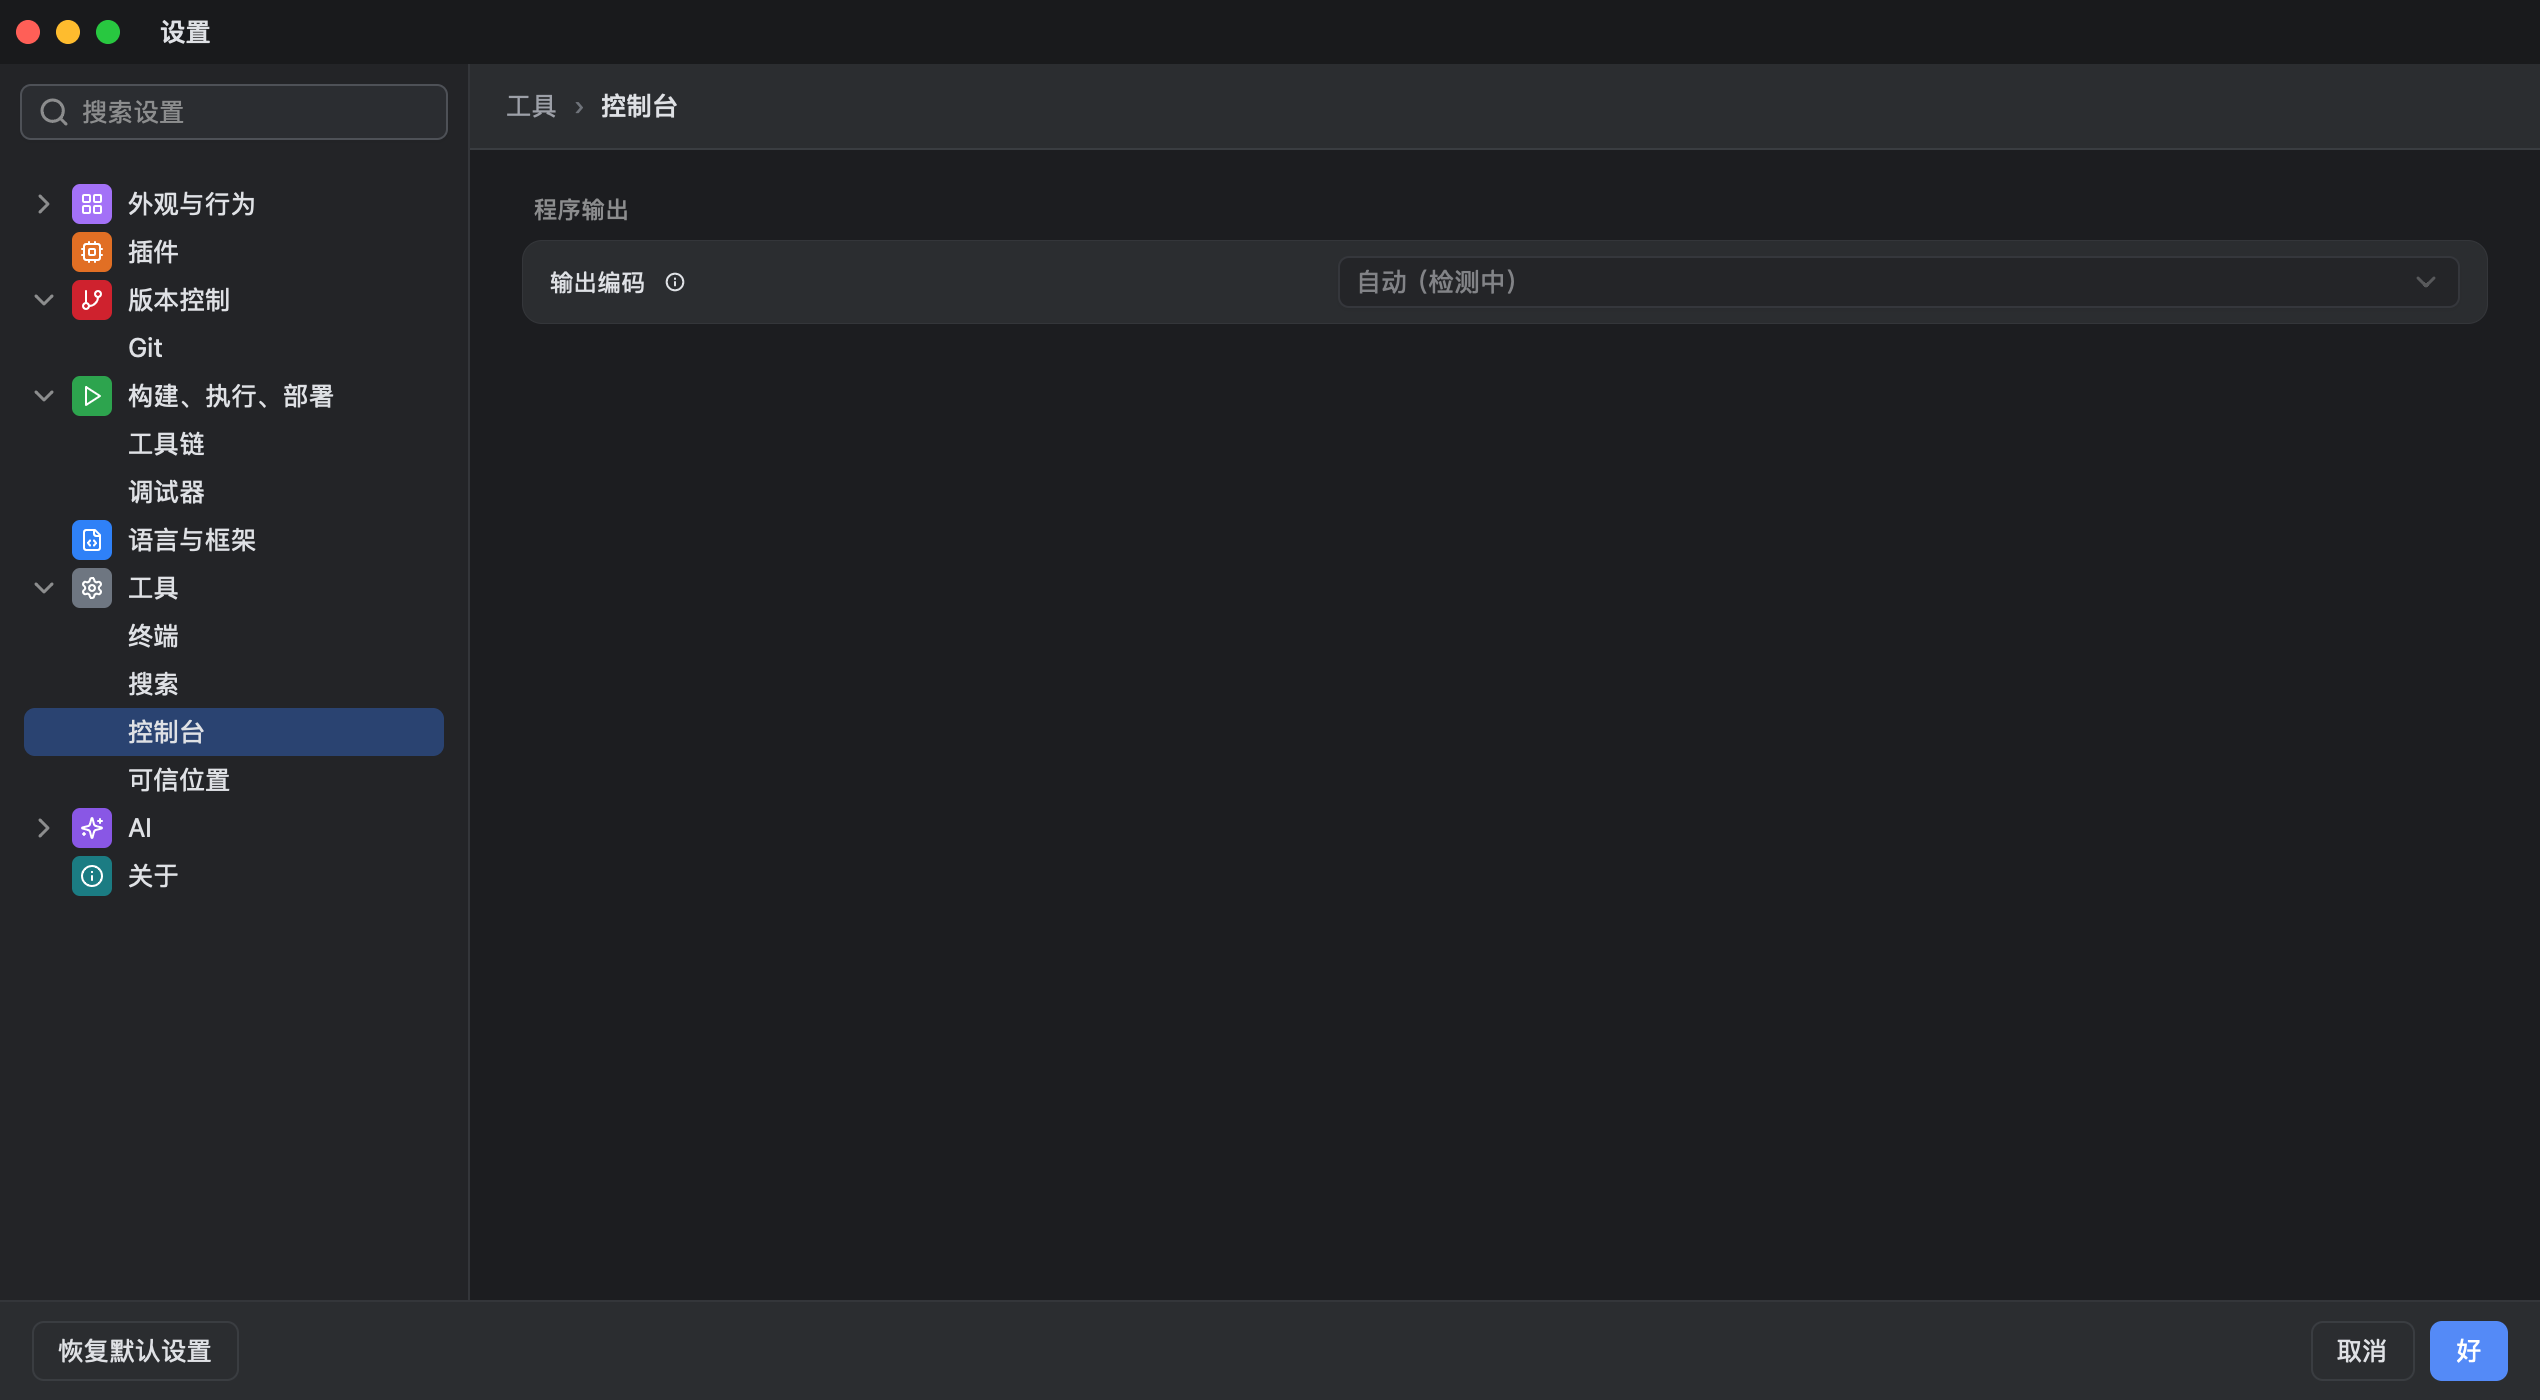 设置
搜索设置
外观与行为
插件
版本控制
Git
构建、执行、部署
工具链
调试器
语言与框架
工具
终端
搜索
控制台
可信位置
AI
关于
工具 › 控制台
程序输出
输出编码
自动（检测中）
恢复默认设置
取消
好